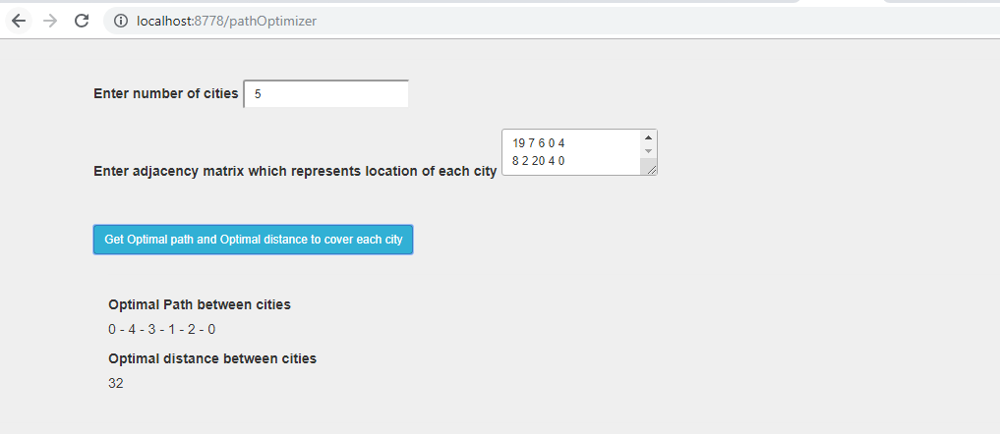 localhost:8778/pathOptimizer
Enter number of cities 5
19 7 6 0 4
8 2 20 4 0
Enter adjacency matrix which represents location of each city
Get Optimal path and Optimal distance to cover each city
Optimal Path between cities
0 - 4 - 3 - 1 - 2 - 0
Optimal distance between cities
32